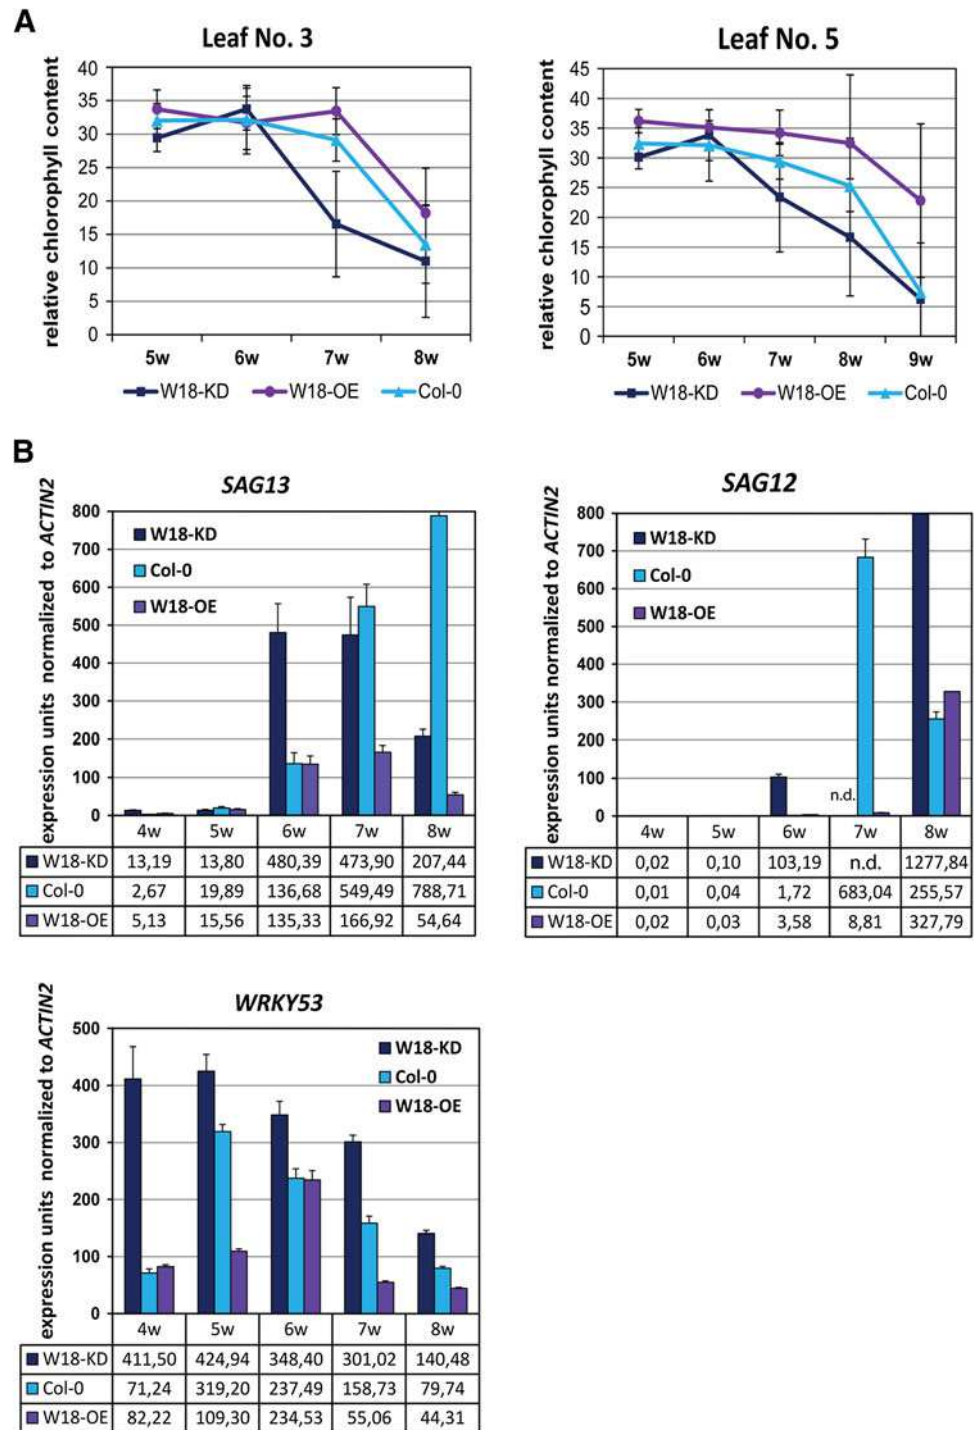 A
Leaf No. 3
relative chlorophyll content
40
35
30
25
20
15
10
5
0
5w 6w 7w 8w
W18-KD W18-OE Col-0
Leaf No. 5
relative chlorophyll content
45
40
35
30
25
20
15
10
5
0
5w 6w 7w 8w 9w
W18-KD W18-OE Col-0
B
SAG13
expression units normalized to ACTIN2
800
700
600
500
400
300
200
100
0
W18-KD
Col-0
W18-OE
4w 5w 6w 7w 8w
W18-KD 13,19 13,80 480,39 473,90 207,44
Col-0 2,67 19,89 136,68 549,49 788,71
W18-OE 5,13 15,56 135,33 166,92 54,64
SAG12
expression units normalized to ACTIN2
800
700
600
500
400
300
200
100
0
W18-KD
Col-0
W18-OE
n.d.
4w 5w 6w 7w 8w
W18-KD 0,02 0,10 103,19 n.d. 1277,84
Col-0 0,01 0,04 1,72 683,04 255,57
W18-OE 0,02 0,03 3,58 8,81 327,79
WRKY53
expression units normalized to ACTIN2
500
400
300
200
100
0
W18-KD
Col-0
W18-OE
4w 5w 6w 7w 8w
W18-KD 411,50 424,94 348,40 301,02 140,48
Col-0 71,24 319,20 237,49 158,73 79,74
W18-OE 82,22 109,30 234,53 55,06 44,31